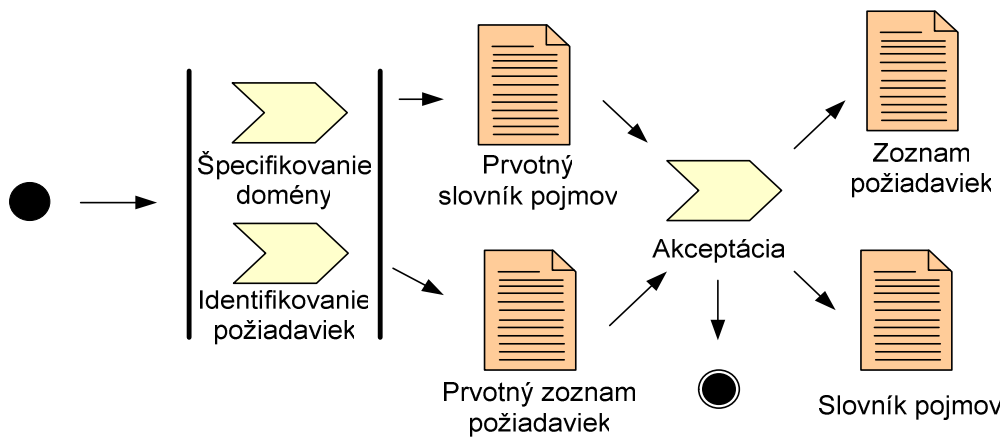 Špecifikovanie
domény
Identifikovanie
požiadaviek
Prvotný
slovník pojmov
Prvotný zoznam
požiadaviek
Akceptácia
Zoznam
požiadaviek
Slovník pojmov